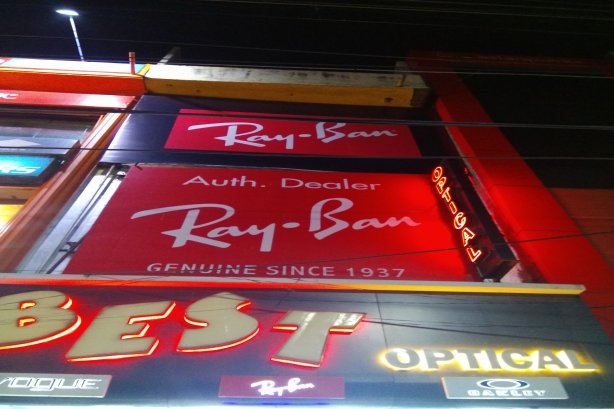 Ray-Ban
Auth. Dealer
Ray-Ban
GENUINE SINCE 1937
OPTICAL
BEST OPTICAL
VOGUE
Ray-Ban
OAKLEY